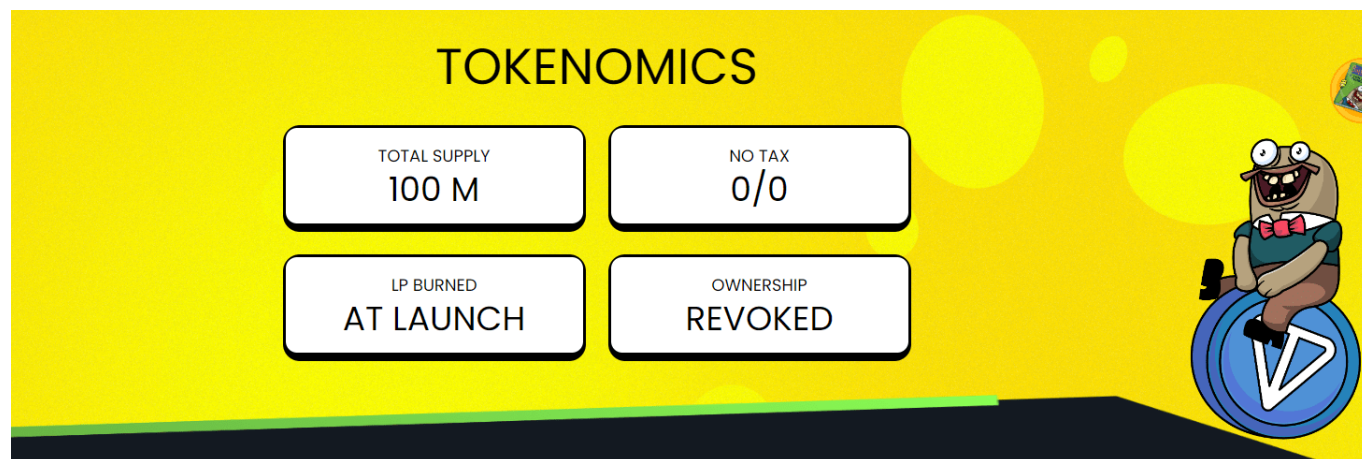 TOKENOMICS
TOTAL SUPPLY
100 M
NO TAX
0/0
LP BURNED
AT LAUNCH
OWNERSHIP
REVOKED